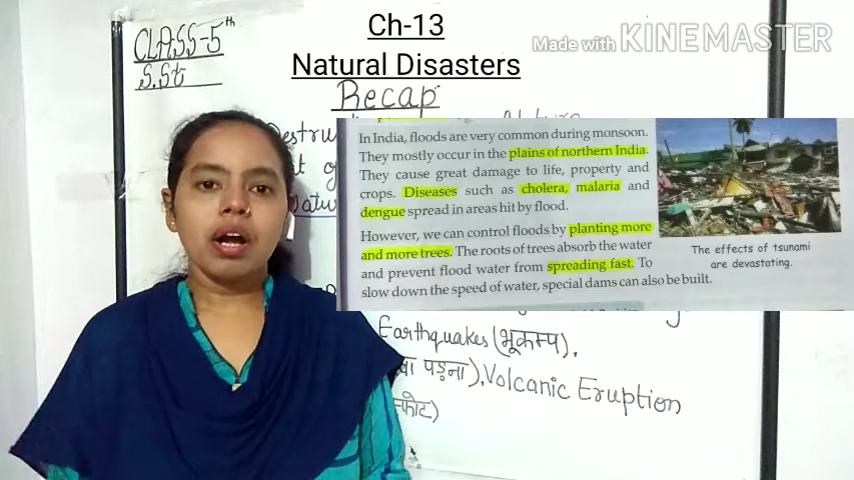 CLASS-5th
S.St
Ch-13
Natural Disasters
Made with KINEMASTER
Recap
In India, floods are very common during monsoon.
They mostly occur in the plains of northern India.
They cause great damage to life, property and
crops. Diseases such as cholera, malaria and
dengue spread in areas hit by flood.
However, we can control floods by planting more
and more trees. The roots of trees absorb the water
and prevent flood water from spreading fast. To
slow down the speed of water, special dams can also be built.
The effects of tsunami
are devastating.
Earthquakes (भूकम्प),
पड़ना), Volcanic Eruption